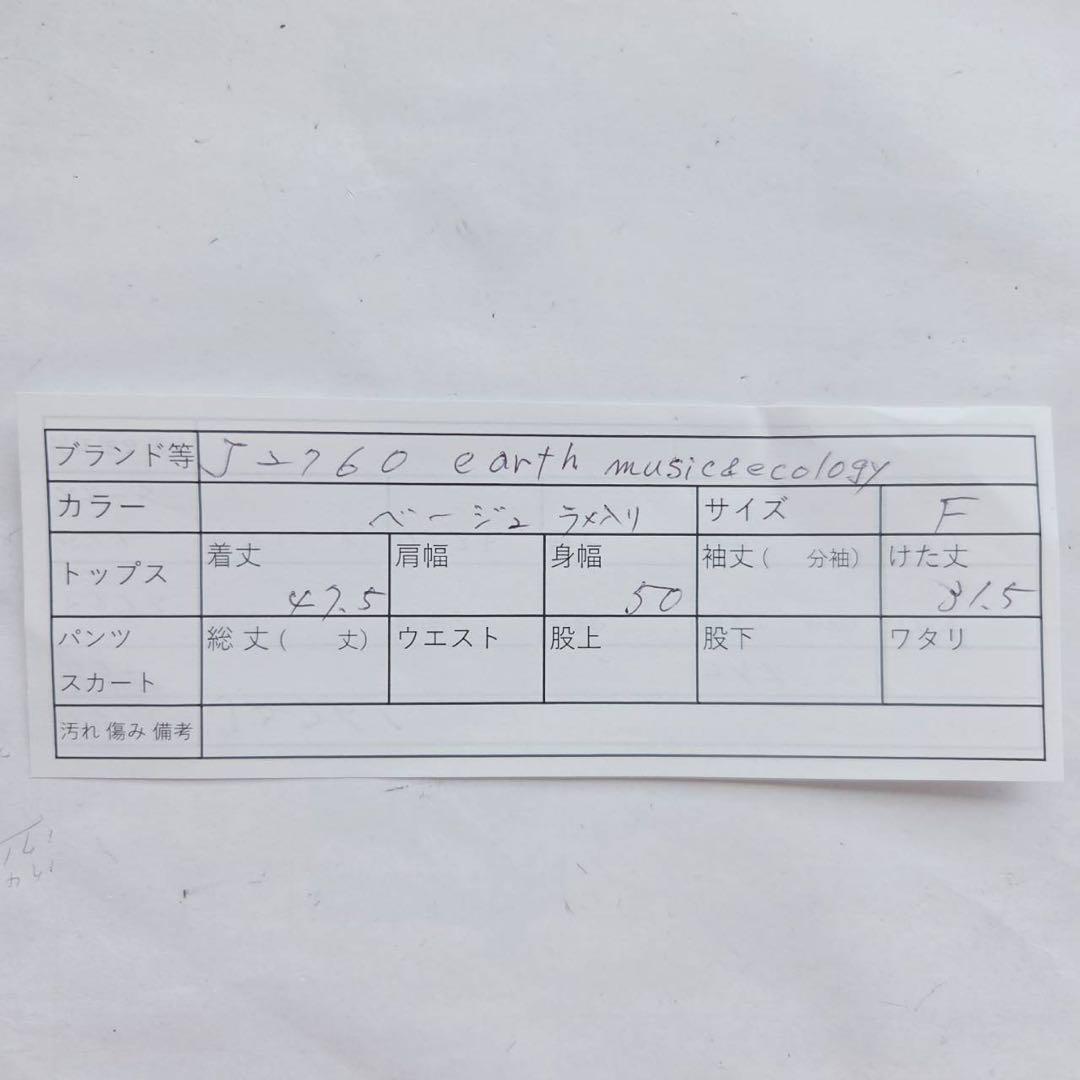 ブランド等 J2760 earth music&ecology
カラー ベージュ ラメ入り サイズ F
トップス 着丈 47.5 肩幅 身幅 50 袖丈( 分袖) けた丈 31.5
パンツ スカート 総丈( 丈) ウエスト 股上 股下 ワタリ
汚れ 傷み 備考